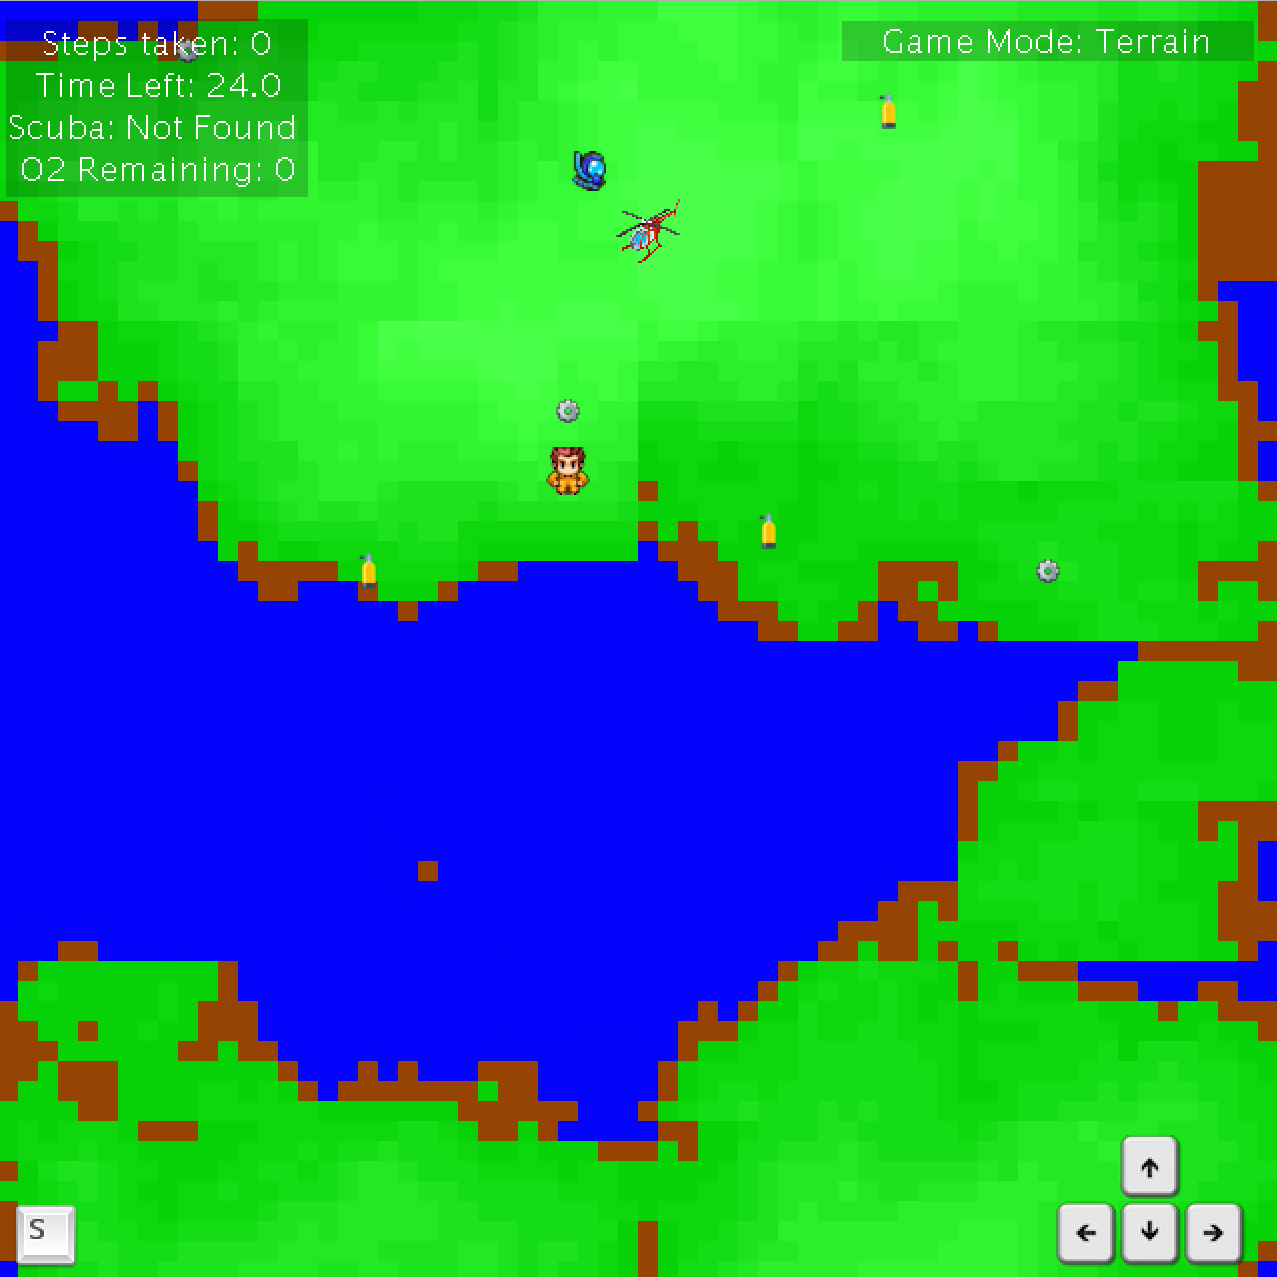 Steps taken: 0
Time Left: 24.0
Scuba: Not Found
O2 Remaining: 0
Game Mode: Terrain
S